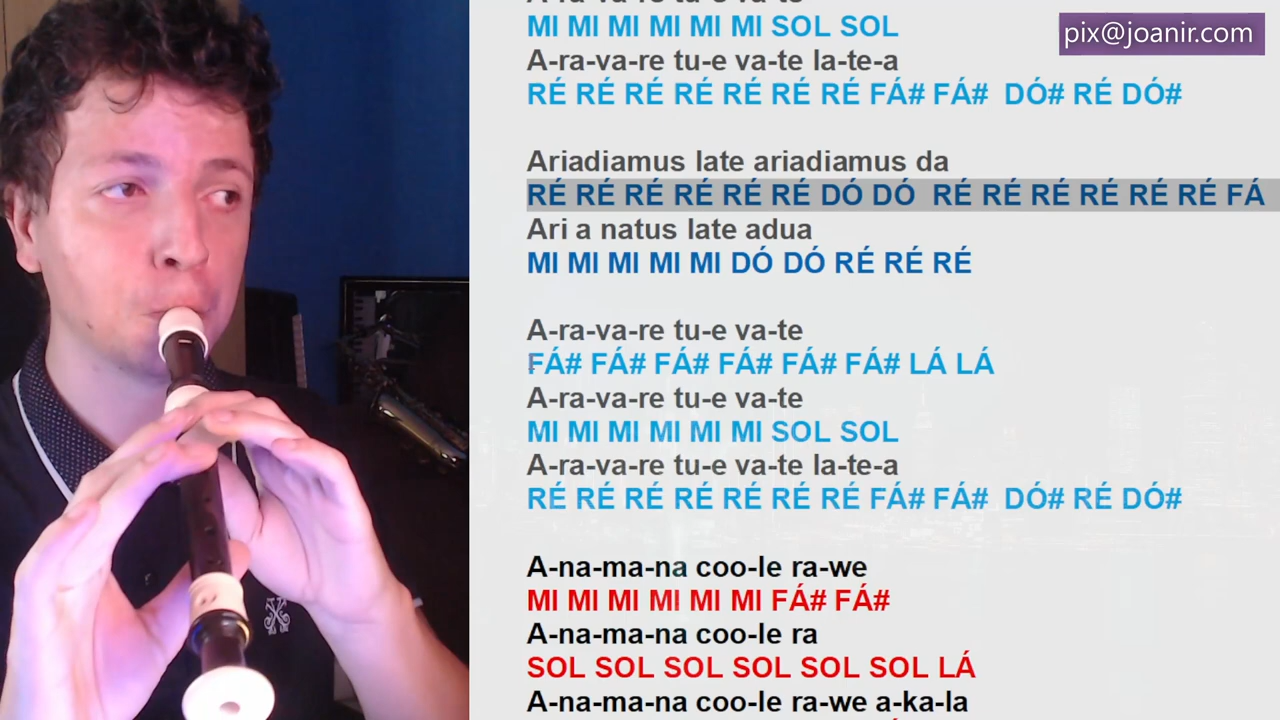 pix@joanir.com
MI MI MI MI MI MI SOL SOL
A-ra-va-re tu-e va-te la-te-a
RÉ RÉ RÉ RÉ RÉ RÉ RÉ FÁ# FÁ# DÓ# RÉ DÓ#
Ariadiamus late ariadiamus da
RÉ RÉ RÉ RÉ RÉ RÉ DÓ DÓ RÉ RÉ RÉ RÉ RÉ RÉ FÁ
Ari a natus late adua
MI MI MI MI MI DÓ DÓ RÉ RÉ RÉ
A-ra-va-re tu-e va-te
FÁ# FÁ# FÁ# FÁ# FÁ# FÁ# LÁ LÁ
A-ra-va-re tu-e va-te
MI MI MI MI MI MI SOL SOL
A-ra-va-re tu-e va-te la-te-a
RÉ RÉ RÉ RÉ RÉ RÉ RÉ FÁ# FÁ# DÓ# RÉ DÓ#
A-na-ma-na coo-le ra-we
MI MI MI MI MI MI FÁ# FÁ#
A-na-ma-na coo-le ra
SOL SOL SOL SOL SOL SOL LÁ
A-na-ma-na coo-le ra-we a-ka-la